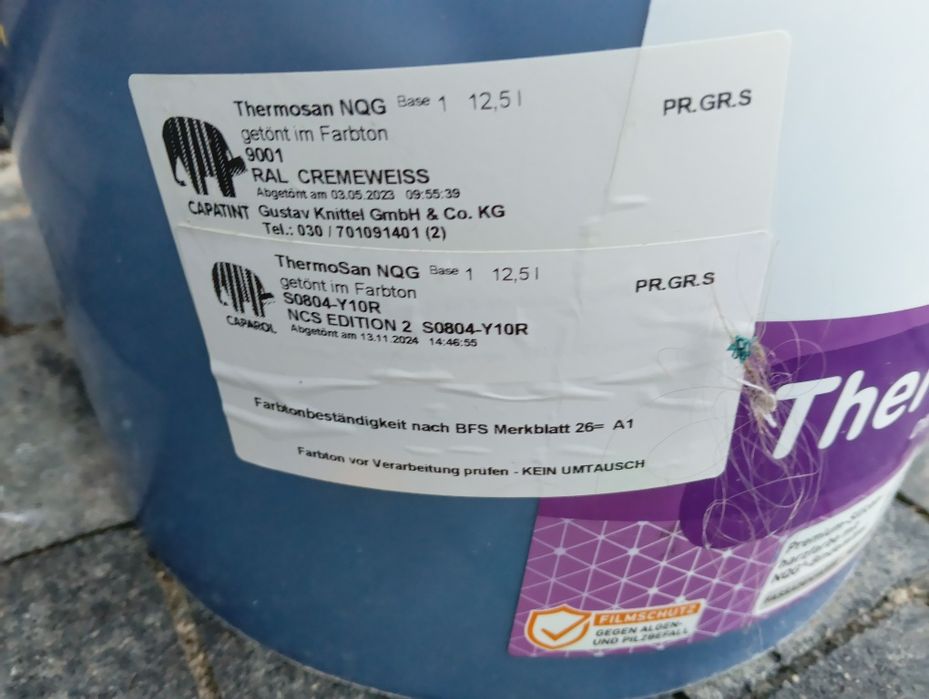 Thermosan NQG Base 1 12,5 l PR.GR.S
getönt im Farbton
9001
RAL CREMEWEISS
Abgetönt am 03.05.2023 09:55:39
CAPATINT Gustav Knittel GmbH & Co. KG
Tel.: 030 / 701091401 (2)
ThermoSan NQG Base 1 12,5 l PR.GR.S
getönt im Farbton
S0804-Y10R
NCS EDITION 2 S0804-Y10R
CAPAROL Abgetönt am 13.11.2024 14:46:55
Farbtonbeständigkeit nach BFS Merkblatt 26= A1
Farbton vor Verarbeitung prufen - KEIN UMTAUSCH
Ther
Premium-
NQG
FILMSCHUTZ
GEGEN ALGEN-
UND PILZBEFALL